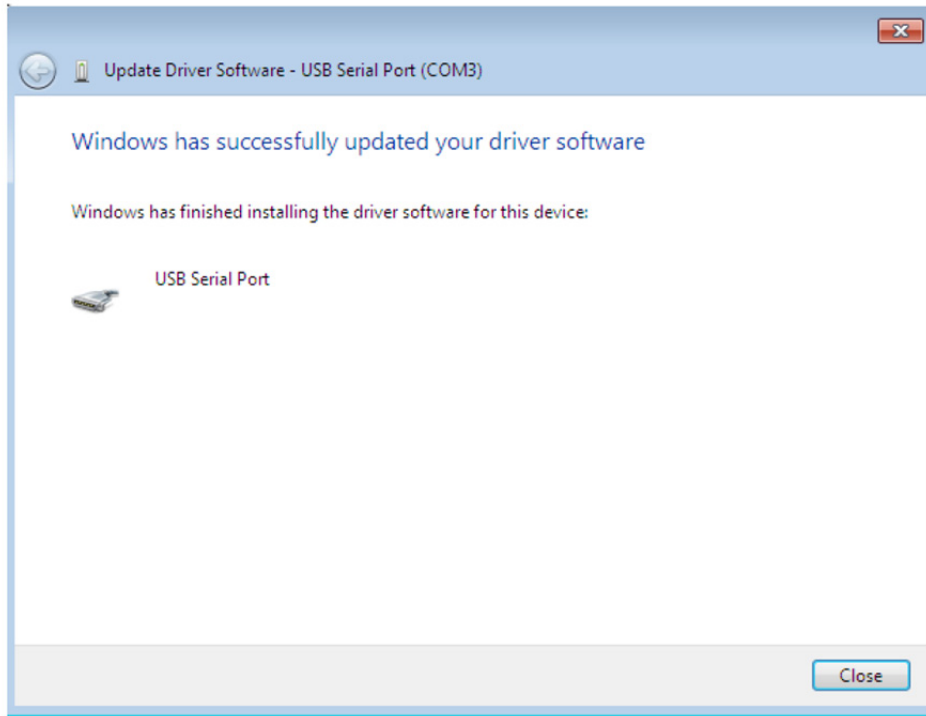 Update Driver Software - USB Serial Port (COM3)
Windows has successfully updated your driver software
Windows has finished installing the driver software for this device:
USB Serial Port
Close